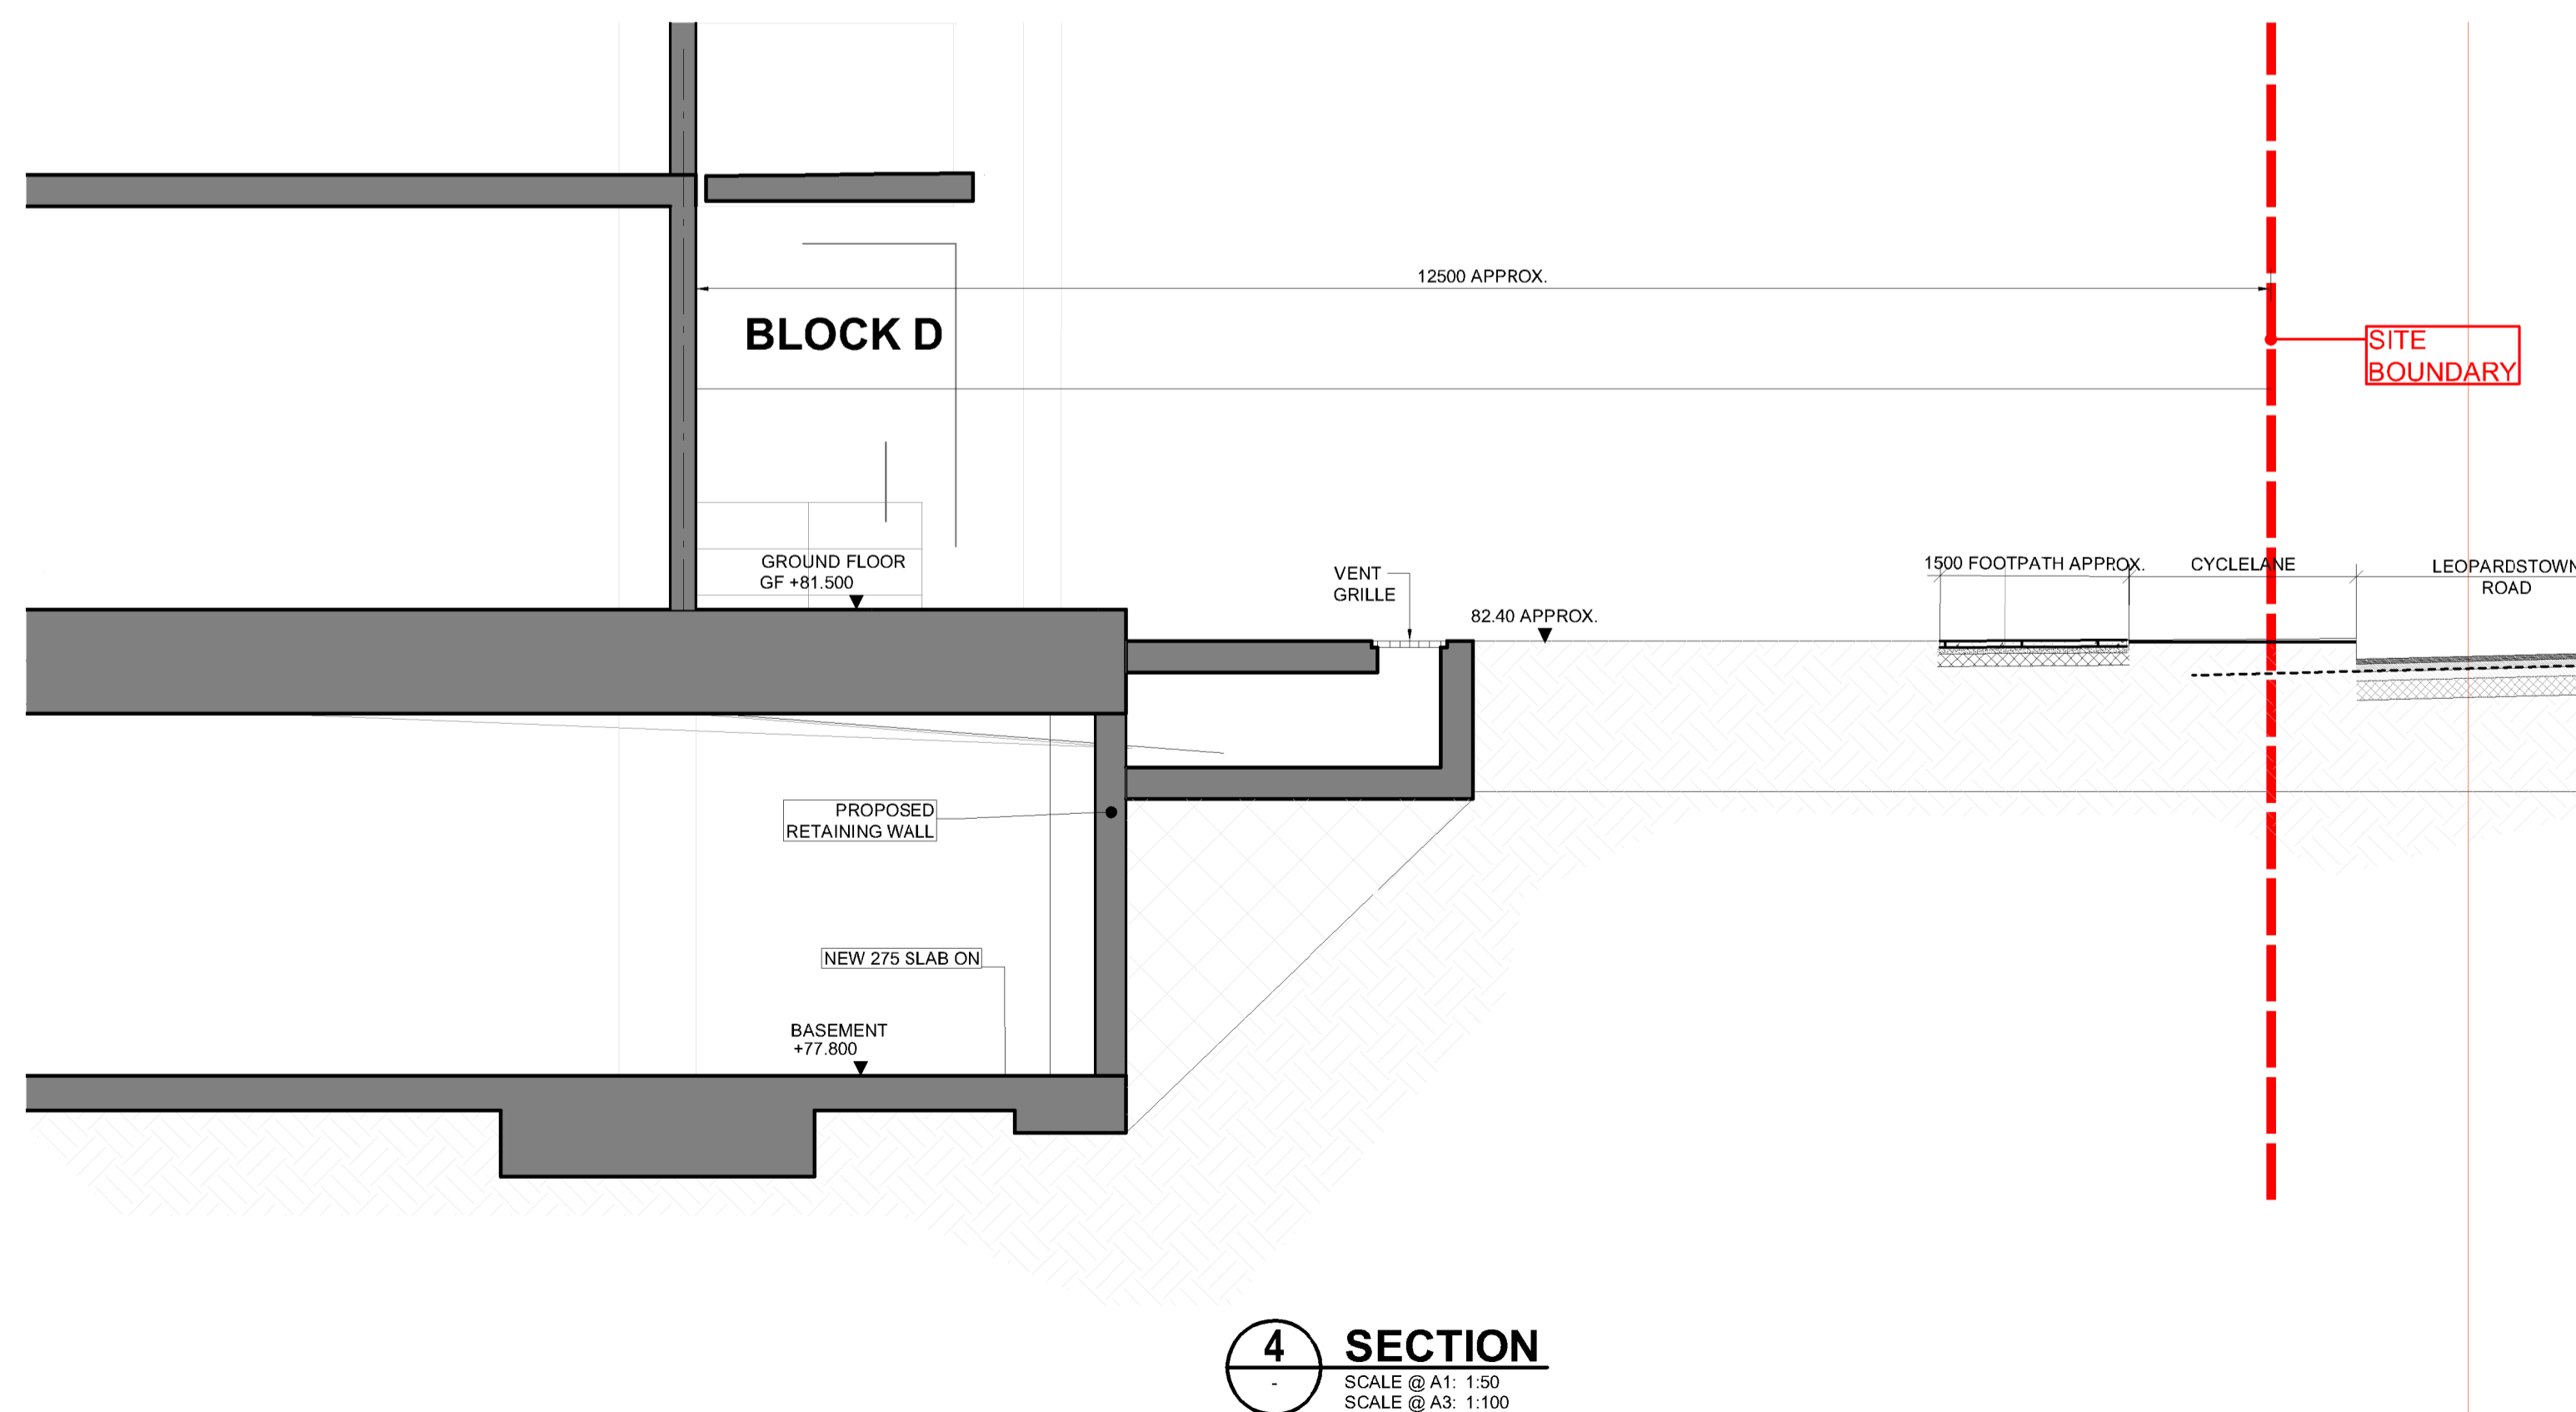 12500 APPROX.
BLOCK D
SITE
BOUNDARY
GROUND FLOOR
GF +81.500
VENT
GRILLE
82.40 APPROX.
1500 FOOTPATH APPROX.
CYCLELANE
LEOPARDSTOWN
ROAD
PROPOSED
RETAINING WALL
NEW 275 SLAB ON
BASEMENT
+77.800
4
-
SECTION
SCALE @ A1: 1:50
SCALE @ A3: 1:100